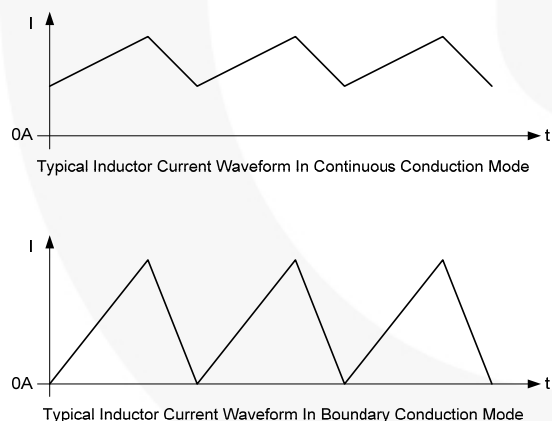 I
0A
t
Typical Inductor Current Waveform In Continuous Conduction Mode
I
0A
t
Typical Inductor Current Waveform In Boundary Conduction Mode